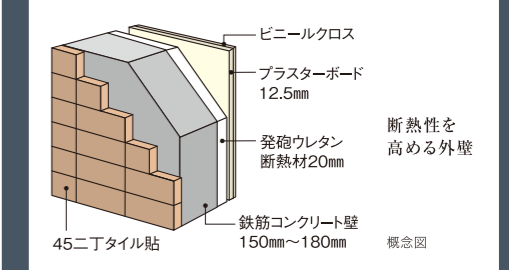 ビニールクロス
プラスターボード
12.5㎜
発砲ウレタン
断熱材20㎜
断熱性を
高める外壁
鉄筋コンクリート壁
150㎜〜180㎜
45二丁タイル貼
概念図